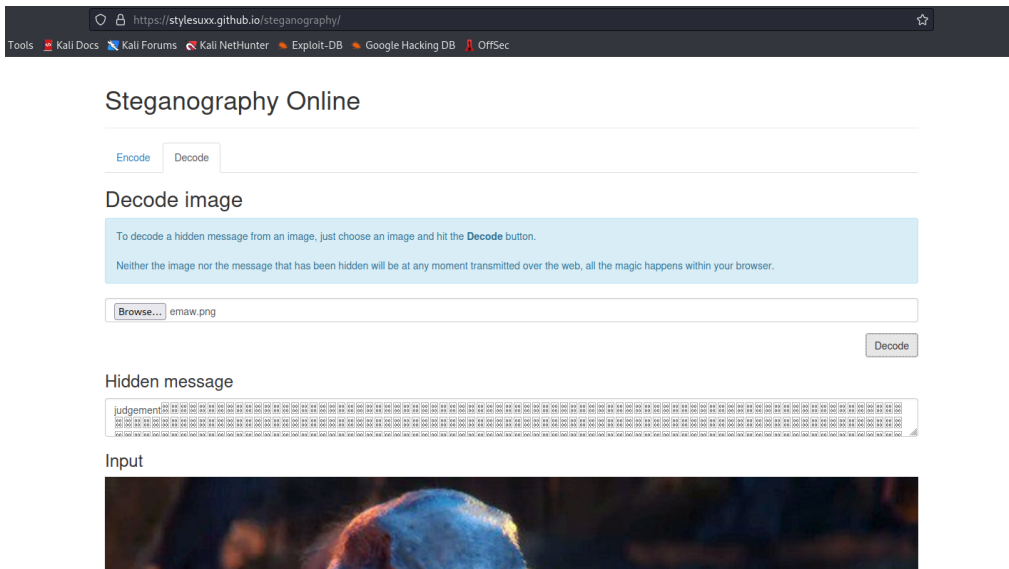 https://stylesuxx.github.io/steganography/
Tools Kali Docs Kali Forums Kali NetHunter Exploit-DB Google Hacking DB OffSec
Steganography Online
Encode Decode
Decode image
To decode a hidden message from an image, just choose an image and hit the Decode button.
Neither the image nor the message that has been hidden will be at any moment transmitted over the web, all the magic happens within your browser.
Browse... emaw.png
Decode
Hidden message
judgement
Input